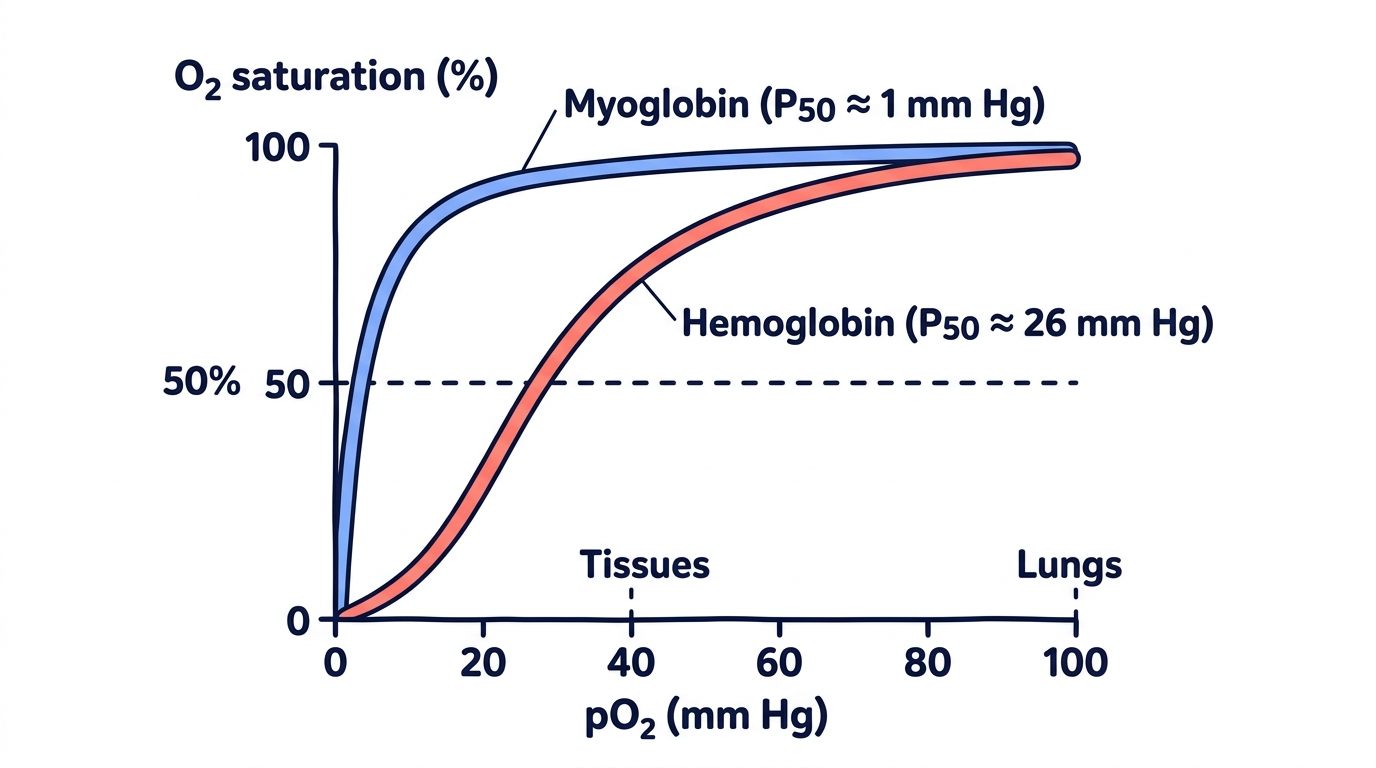 O₂ saturation (%)
Myoglobin (P₅₀ ≈ 1 mm Hg)
100
Hemoglobin (P₅₀ ≈ 26 mm Hg)
50% 50
Tissues
Lungs
0
0 20 40 60 80 100
pO₂ (mm Hg)